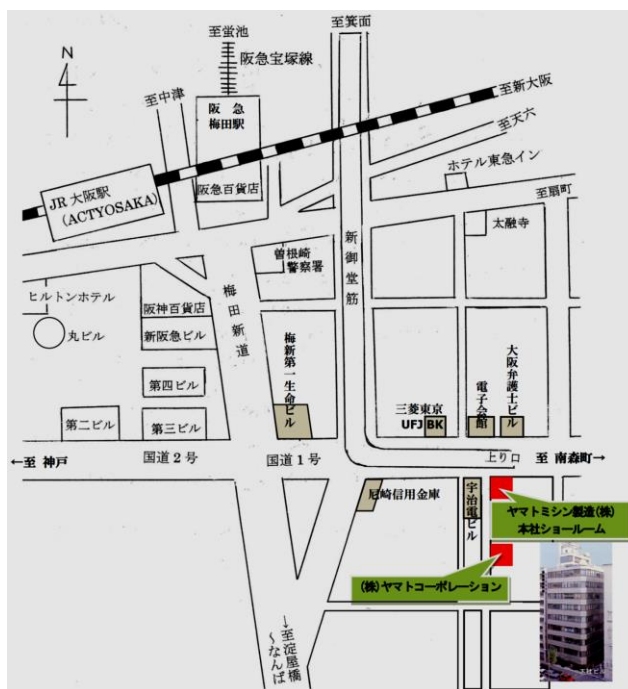 至箕面
至蛍池
阪急宝塚線
N
至中津
至新大阪
阪急
梅田駅
至天六
ホテル東急イン
JR大阪駅
(ACTYOSAKA)
阪急百貨店
至扇町
太融寺
曽根崎
警察署
新御堂筋
ヒルトンホテル
阪神百貨店
梅田新道
丸ビル
新阪急ビル
梅新第一生命ビル
大阪弁護士ビル
電子会館
第四ビル
三菱東京
UFJ BK
第二ビル
第三ビル
←至 神戸
国道2号
国道1号
上り口
至 南森町→
尼崎信用金庫
宇治電ビル
ヤマトミシン製造(株)
本社ショールーム
(株)ヤマトコーポレーション
←至淀屋橋
〜なんば